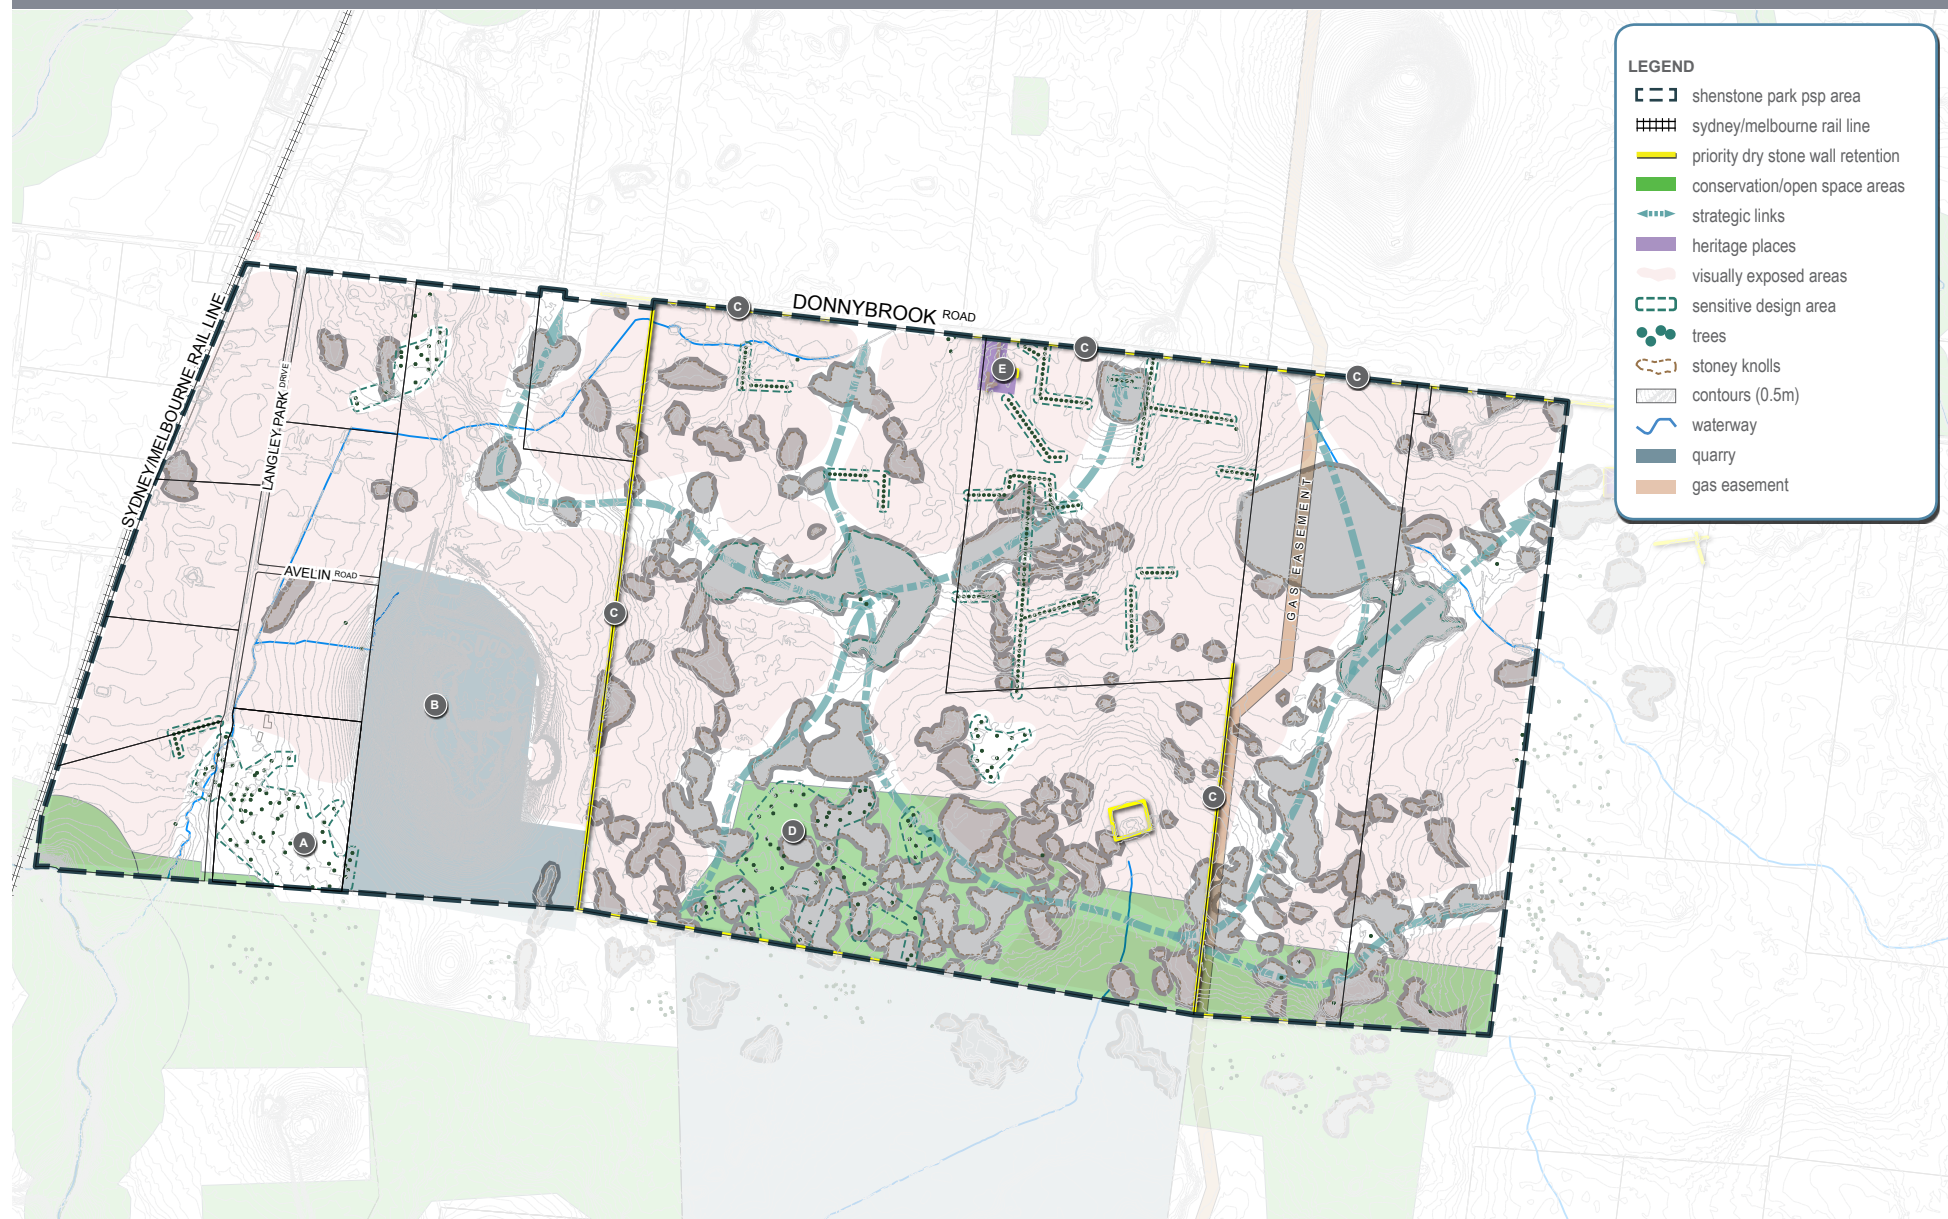 LEGEND
shenstone park psp area
sydney/melbourne rail line
priority dry stone wall retention
conservation/open space areas
strategic links
heritage places
visually exposed areas
sensitive design area
trees
stoney knolls
contours (0.5m)
waterway
quarry
gas easement
DONNYBROOK ROAD
SYDNEY/MELBOURNE RAIL LINE
LANGLEY PARK DRIVE
AVELIN ROAD
GAS EASEMENT
C
C
C
E
C
B
C
D
A